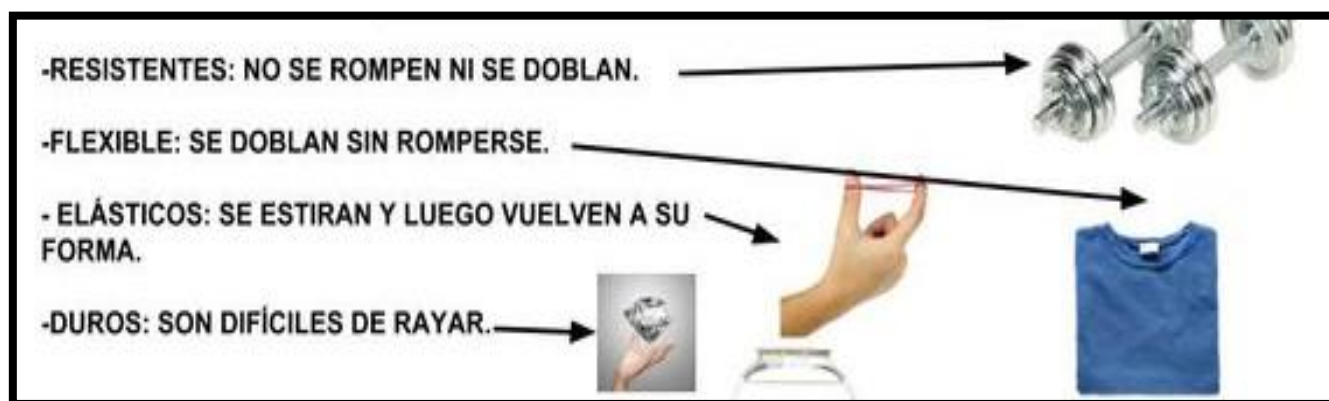 -RESISTENTES: NO SE ROMPEN NI SE DOBLAN.
-FLEXIBLE: SE DOBLAN SIN ROMPERSE.
- ELÁSTICOS: SE ESTIRAN Y LUEGO VUELVEN A SU
FORMA.
-DUROS: SON DIFÍCILES DE RAYAR.